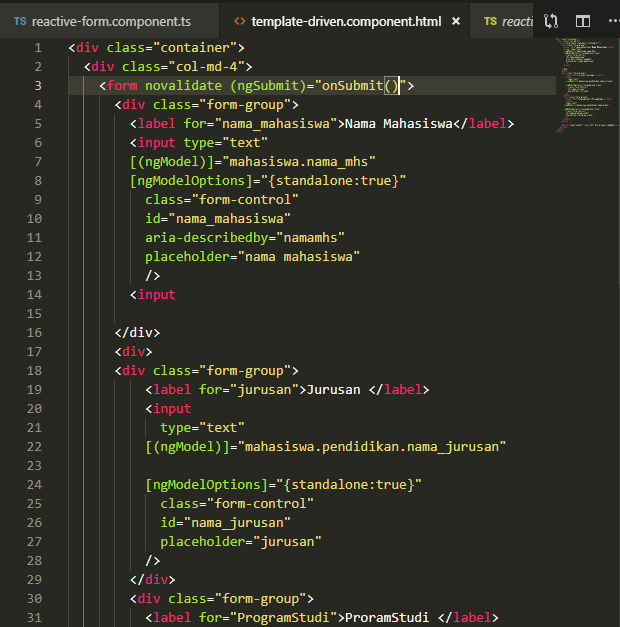 TS reactive-form.component.ts <> template-driven.component.html × TS reacti
1 <div class="container">
2 <div class="col-md-4">
3 <form novalidate (ngSubmit)="onSubmit()">
4 <div class="form-group">
5 <label for="nama_mahasiswa">Nama Mahasiswa</label>
6 <input type="text"
7 [(ngModel)]="mahasiswa.nama_mhs"
8 [ngModelOptions]="{standalone:true}"
9 class="form-control"
10 id="nama_mahasiswa"
11 aria-describedby="namamhs"
12 placeholder="nama mahasiswa"
13 />
14 <input
15
16 </div>
17 <div>
18 <div class="form-group">
19 <label for="jurusan">Jurusan </label>
20 <input
21 type="text"
22 [(ngModel)]="mahasiswa.pendidikan.nama_jurusan"
23
24 [ngModelOptions]="{standalone:true}"
25 class="form-control"
26 id="nama_jurusan"
27 placeholder="jurusan"
28 />
29 </div>
30 <div class="form-group">
31 <label for="ProgramStudi">ProramStudi </label>